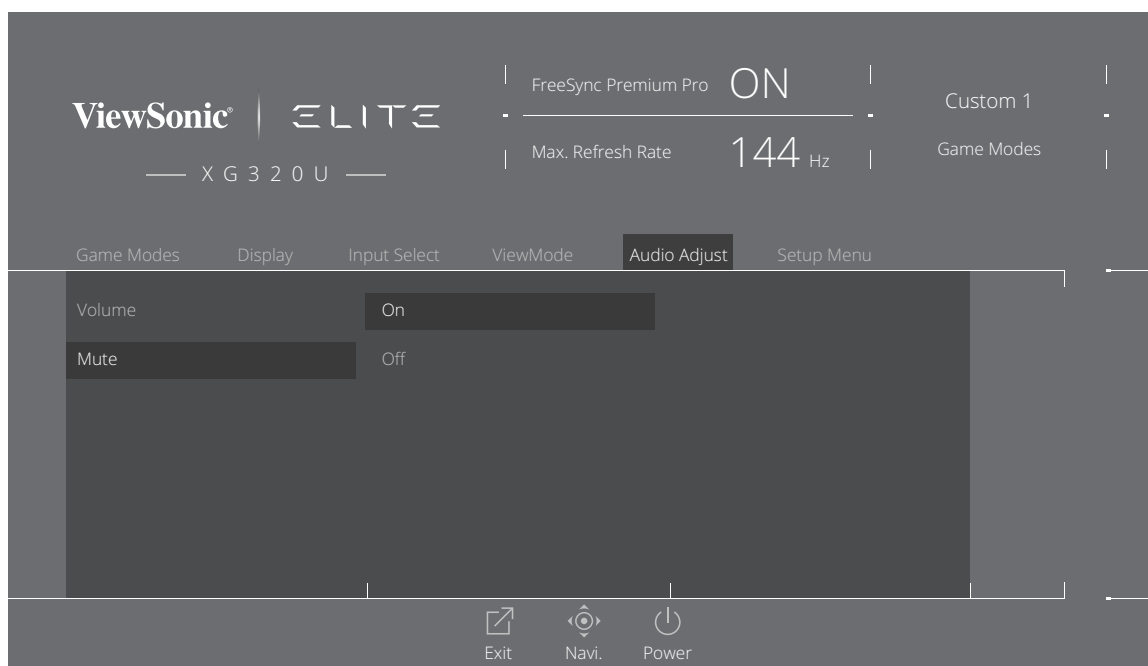 ViewSonic® ELITE
XG320U
FreeSync Premium Pro ON
Max. Refresh Rate 144 Hz
Custom 1
Game Modes
Game Modes Display Input Select ViewMode Audio Adjust Setup Menu
Volume On
Mute Off
Exit Navi. Power